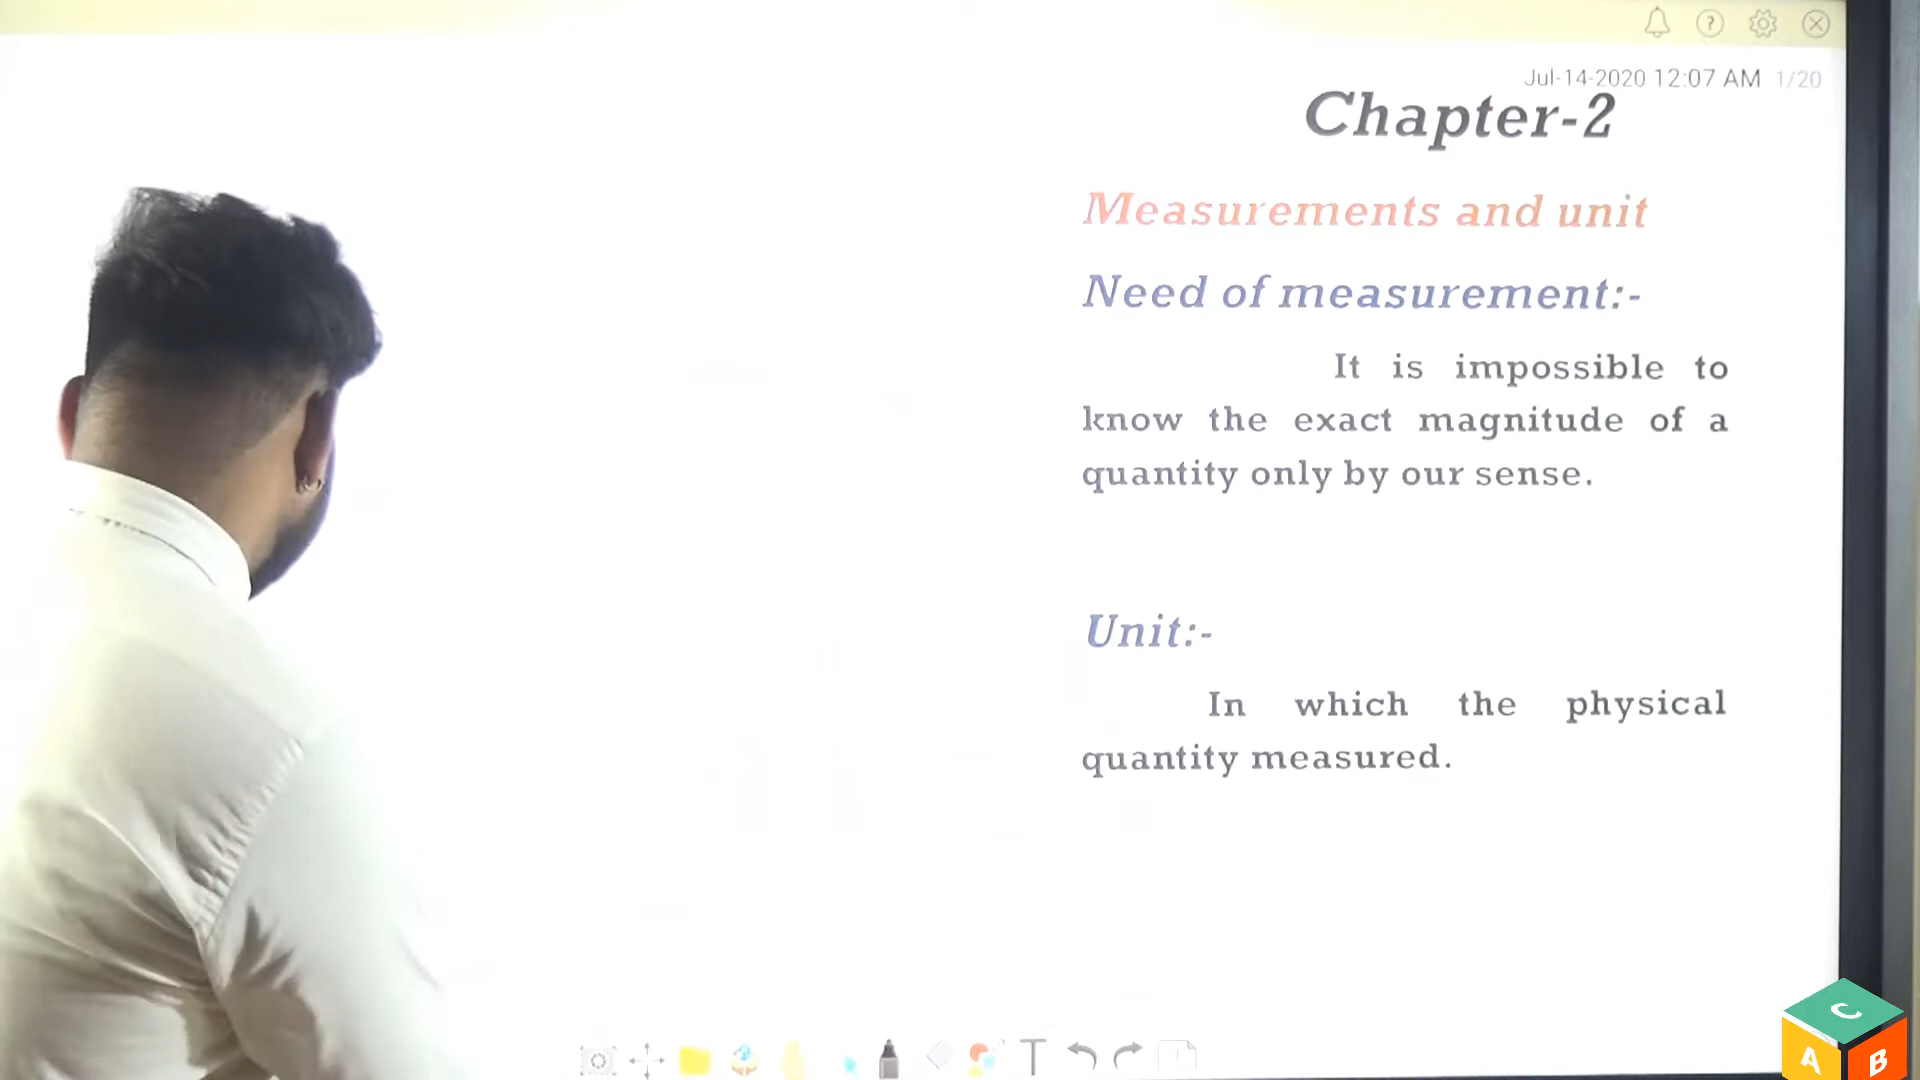 Jul-14-2020 12:07 AM 1/20
Chapter-2
Measurements and unit
Need of measurement:-
It is impossible to
know the exact magnitude of a
quantity only by our sense.
Unit:-
In which the physical
quantity measured.
T
C
A B